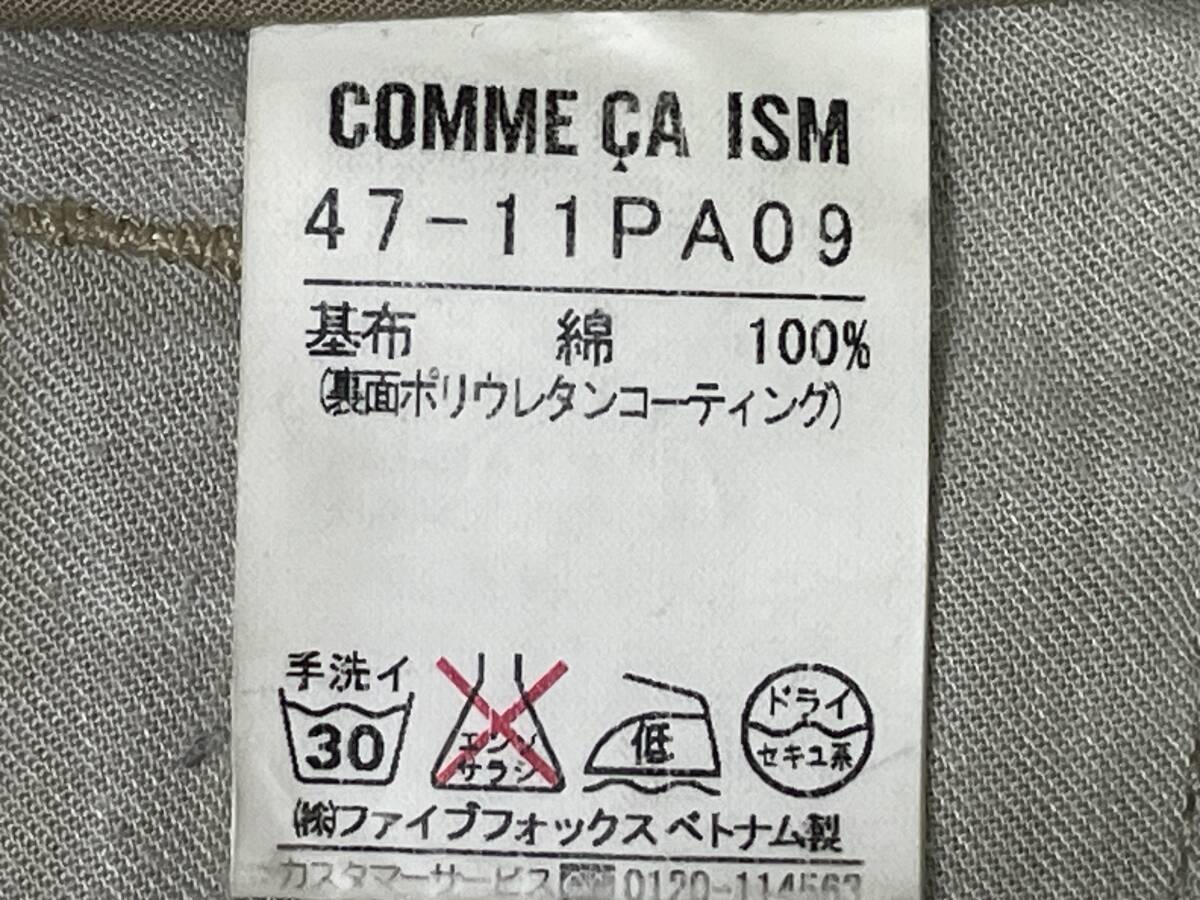 COMME ÇA ISM
47-11PA09
基布 綿 100%
(裏面ポリウレタンコーティング)
手洗イ
30
エンソ
サラシ
低
ドライ
セキユ系
(株)ファイブフォックス ベトナム製
カスタマーサービス 0120-114563